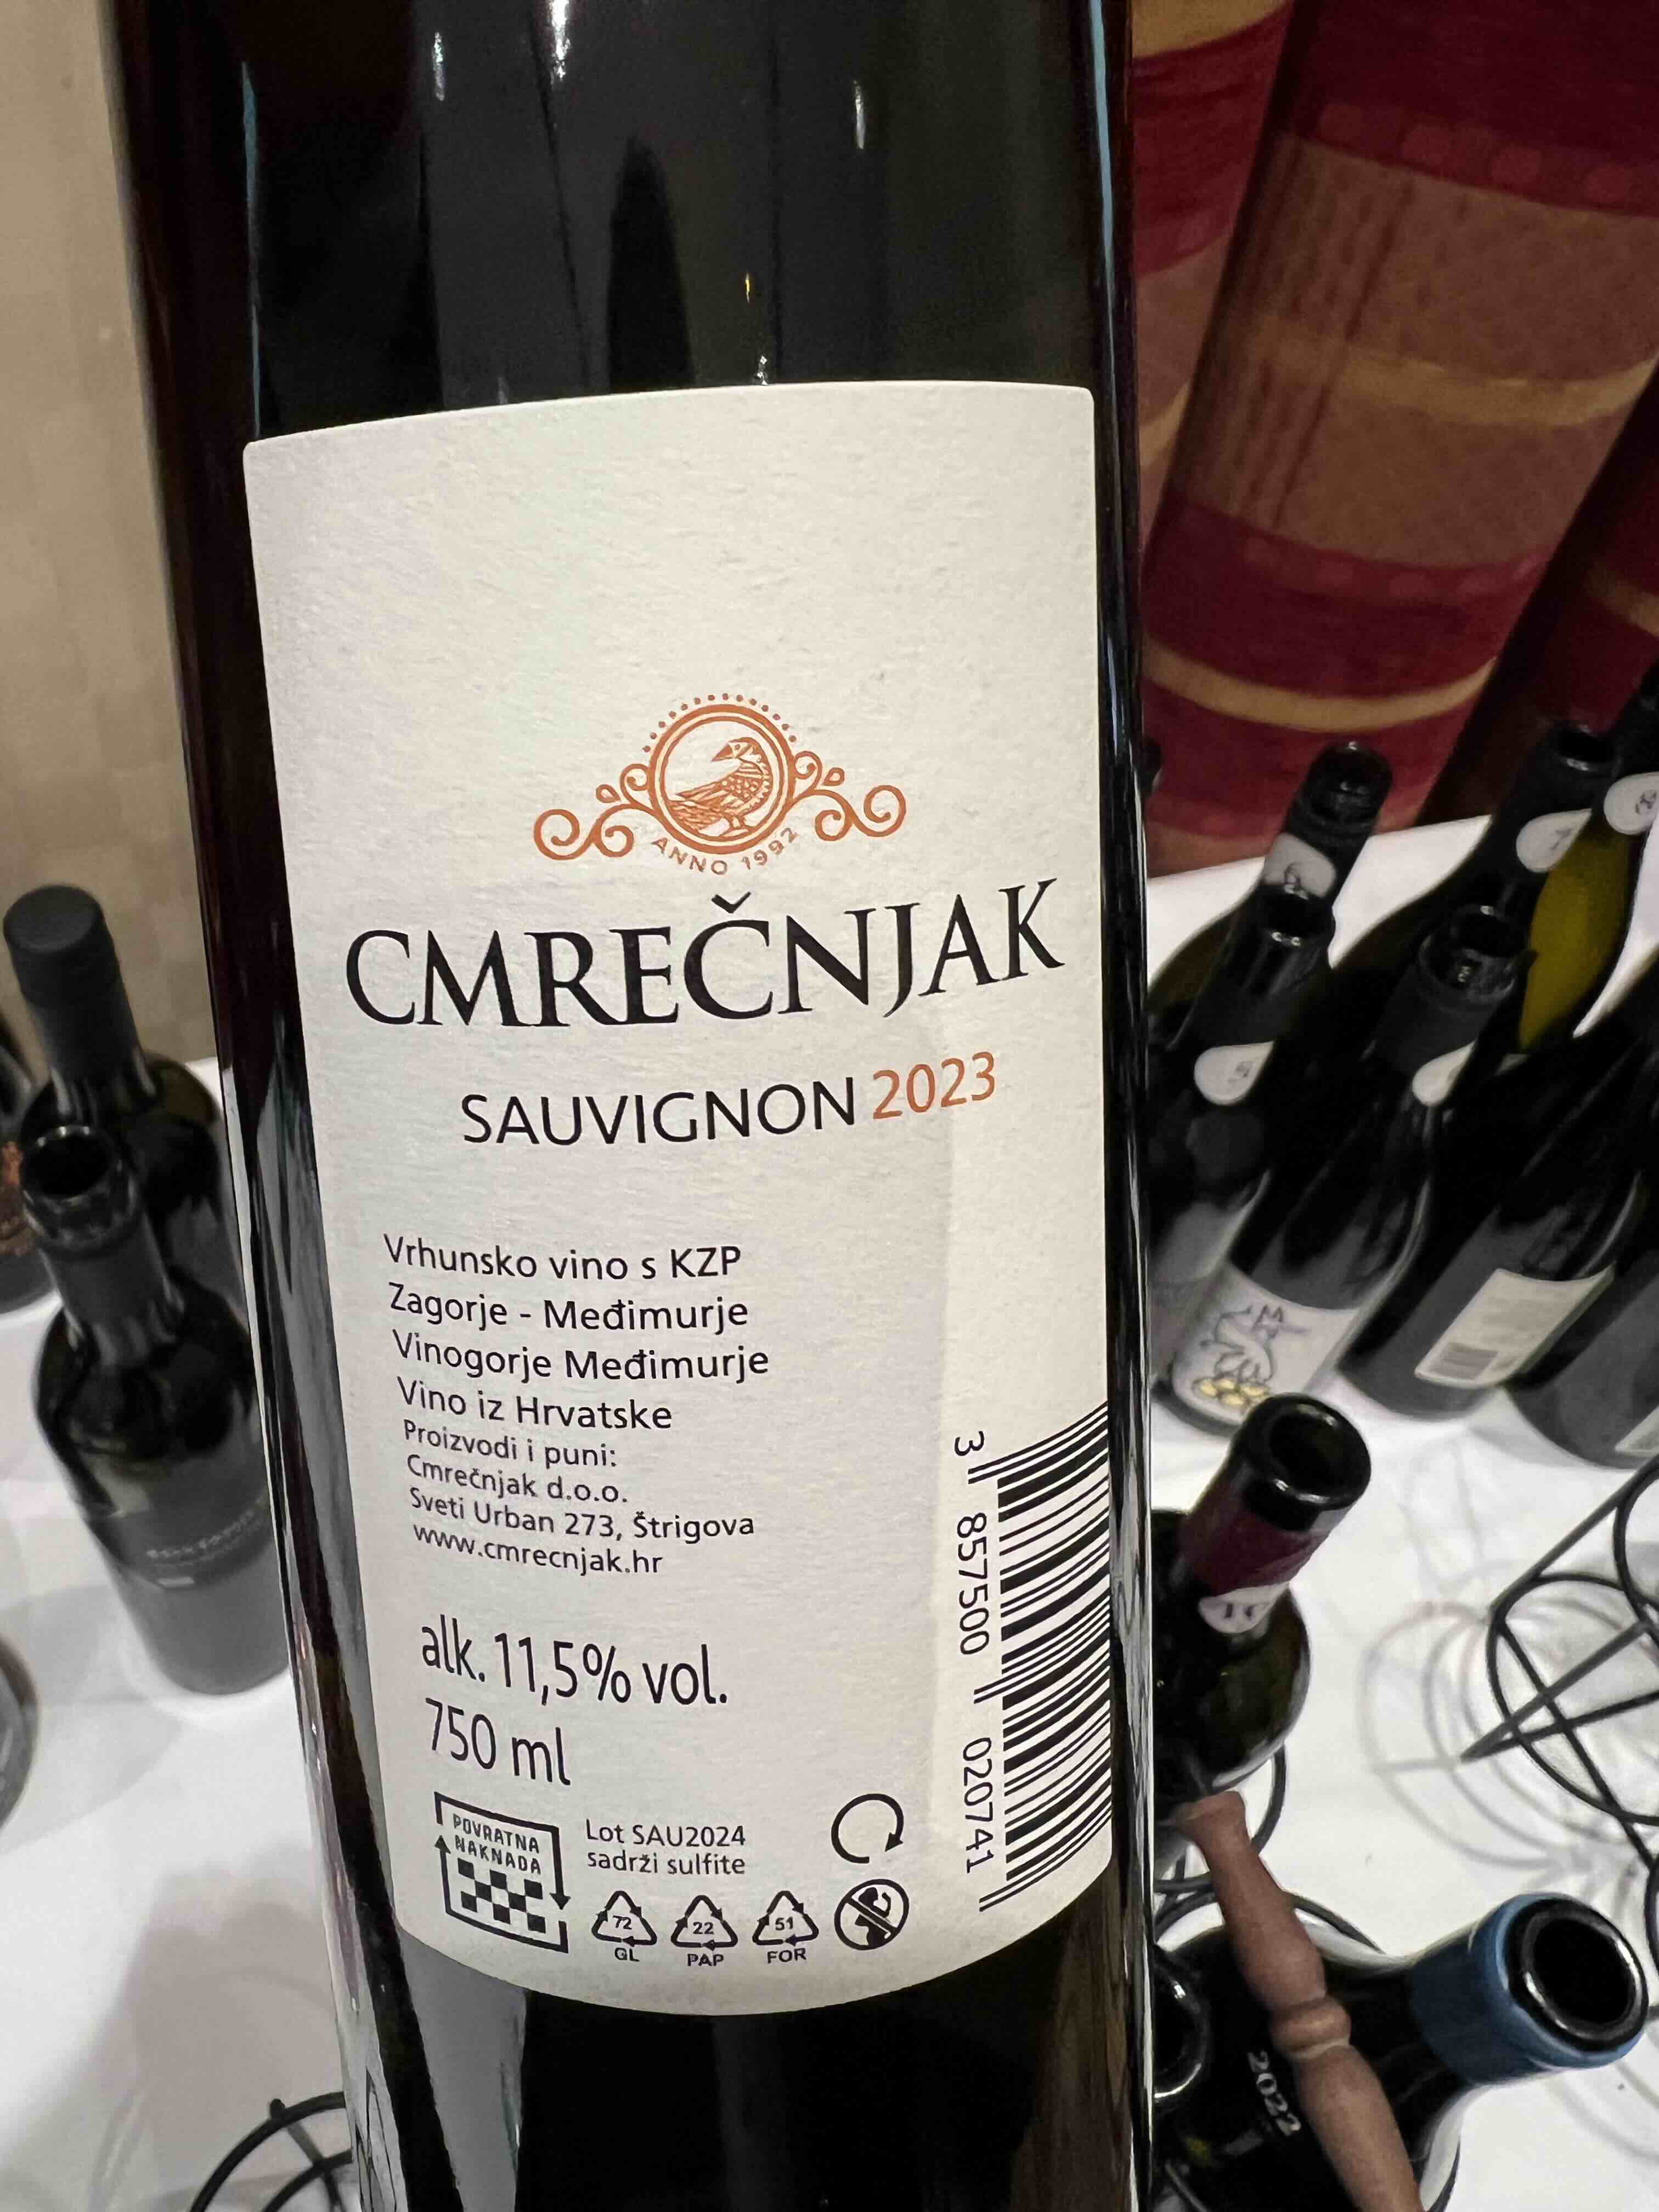 ANNO 1992
CMREČNJAK
SAUVIGNON 2023
Vrhunsko vino s KZP
Zagorje - Međimurje
Vinogorje Međimurje
Vino iz Hrvatske
Proizvodi i puni:
Cmrečnjak d.o.o.
Sveti Urban 273, Štrigova
www.cmrecnjak.hr
alk. 11,5% vol.
750 ml
POVRATNA
NAKNADA
Lot SAU2024
sadrži sulfite
72
GL
22
PAP
51
FOR
3 857500 020741
2022